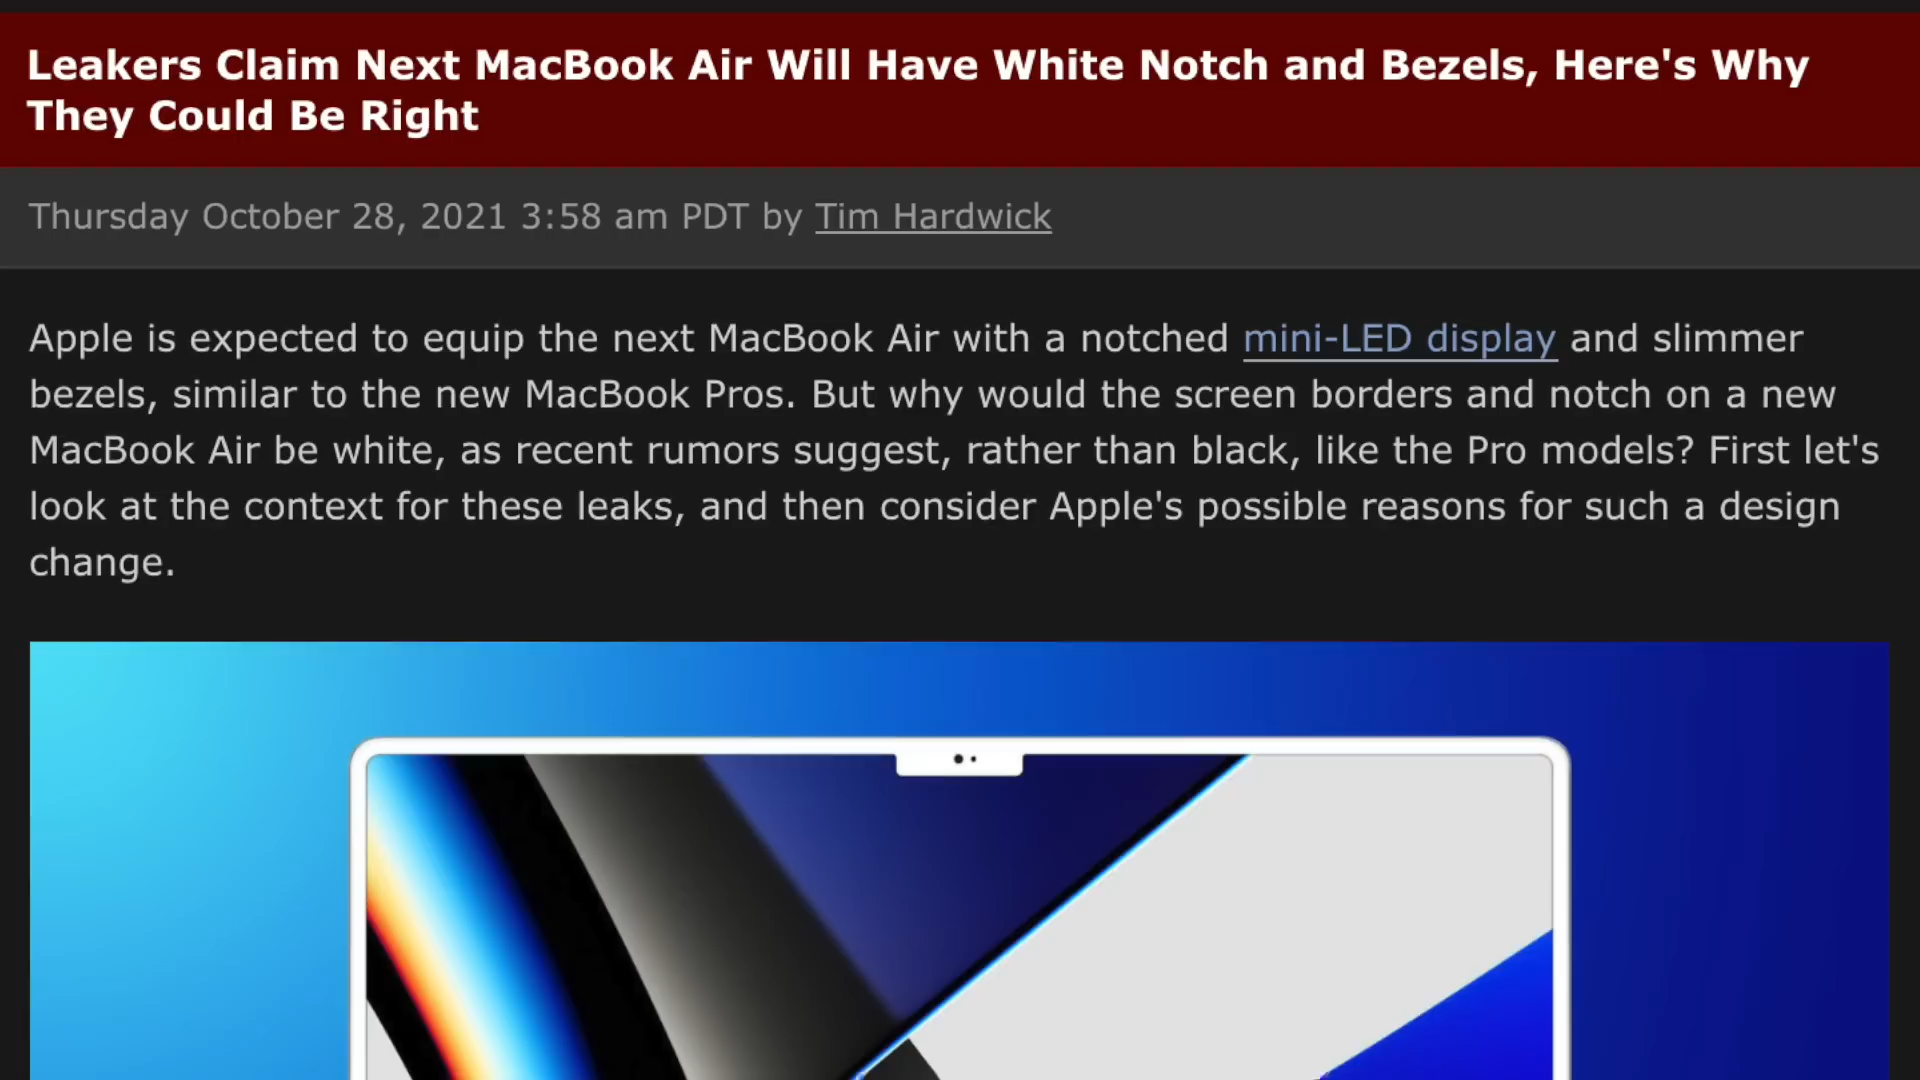 Leakers Claim Next MacBook Air Will Have White Notch and Bezels, Here's Why
They Could Be Right
Thursday October 28, 2021 3:58 am PDT by Tim Hardwick
Apple is expected to equip the next MacBook Air with a notched mini-LED display and slimmer
bezels, similar to the new MacBook Pros. But why would the screen borders and notch on a new
MacBook Air be white, as recent rumors suggest, rather than black, like the Pro models? First let's
look at the context for these leaks, and then consider Apple's possible reasons for such a design
change.